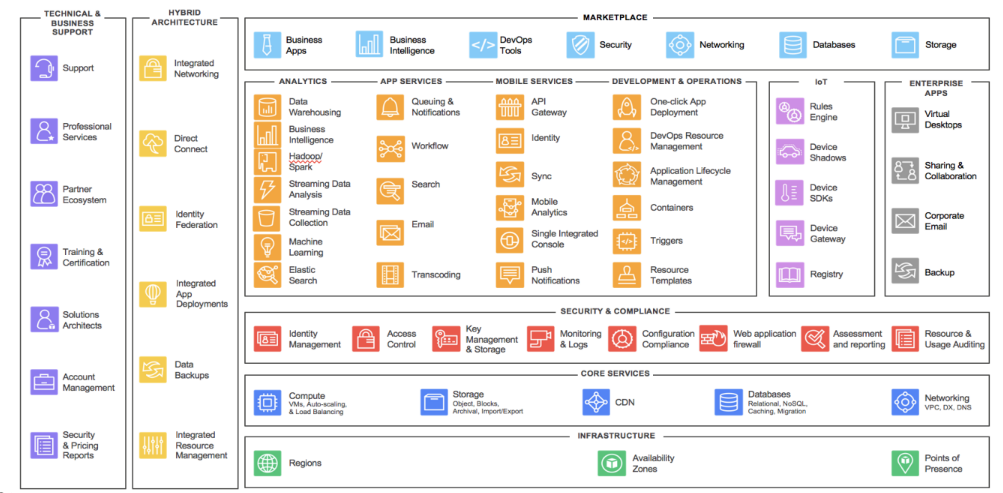 TECHNICAL &
BUSINESS
SUPPORT
Support
Professional
Services
Partner
Ecosystem
Training &
Certification
Solutions
Architects
Account
Management
Security
& Pricing
Reports
HYBRID
ARCHITECTURE
Integrated
Networking
Direct
Connect
Identity
Federation
Integrated
App
Deployments
Data
Backups
Integrated
Resource
Management
MARKETPLACE
Business
Apps
Business
Intelligence
DevOps
Tools
Security
Networking
Databases
Storage
ANALYTICS
Data
Warehousing
Business
Intelligence
Hadoop/
Spark
Streaming Data
Analysis
Streaming Data
Collection
Machine
Learning
Elastic
Search
APP SERVICES
Queuing &
Notifications
Workflow
Search
Email
Transcoding
MOBILE SERVICES
API
Gateway
Identity
Sync
Mobile
Analytics
Single Integrated
Console
Push
Notifications
DEVELOPMENT & OPERATIONS
One-click App
Deployment
DevOps Resource
Management
Application Lifecycle
Management
Containers
Triggers
Resource
Templates
IoT
Rules
Engine
Device
Shadows
Device
SDKs
Device
Gateway
Registry
ENTERPRISE
APPS
Virtual
Desktops
Sharing &
Collaboration
Corporate
Email
Backup
SECURITY & COMPLIANCE
Identity
Management
Access
Control
Key
Management
& Storage
Monitoring
& Logs
Configuration
Compliance
Web application
firewall
Assessment
and reporting
Resource &
Usage Auditing
CORE SERVICES
Compute
VMs, Auto-scaling,
& Load Balancing
Storage
Object, Blocks,
Archival, Import/Export
CDN
Databases
Relational, NoSQL,
Caching, Migration
Networking
VPC, DX, DNS
INFRASTRUCTURE
Regions
Availability
Zones
Points of
Presence